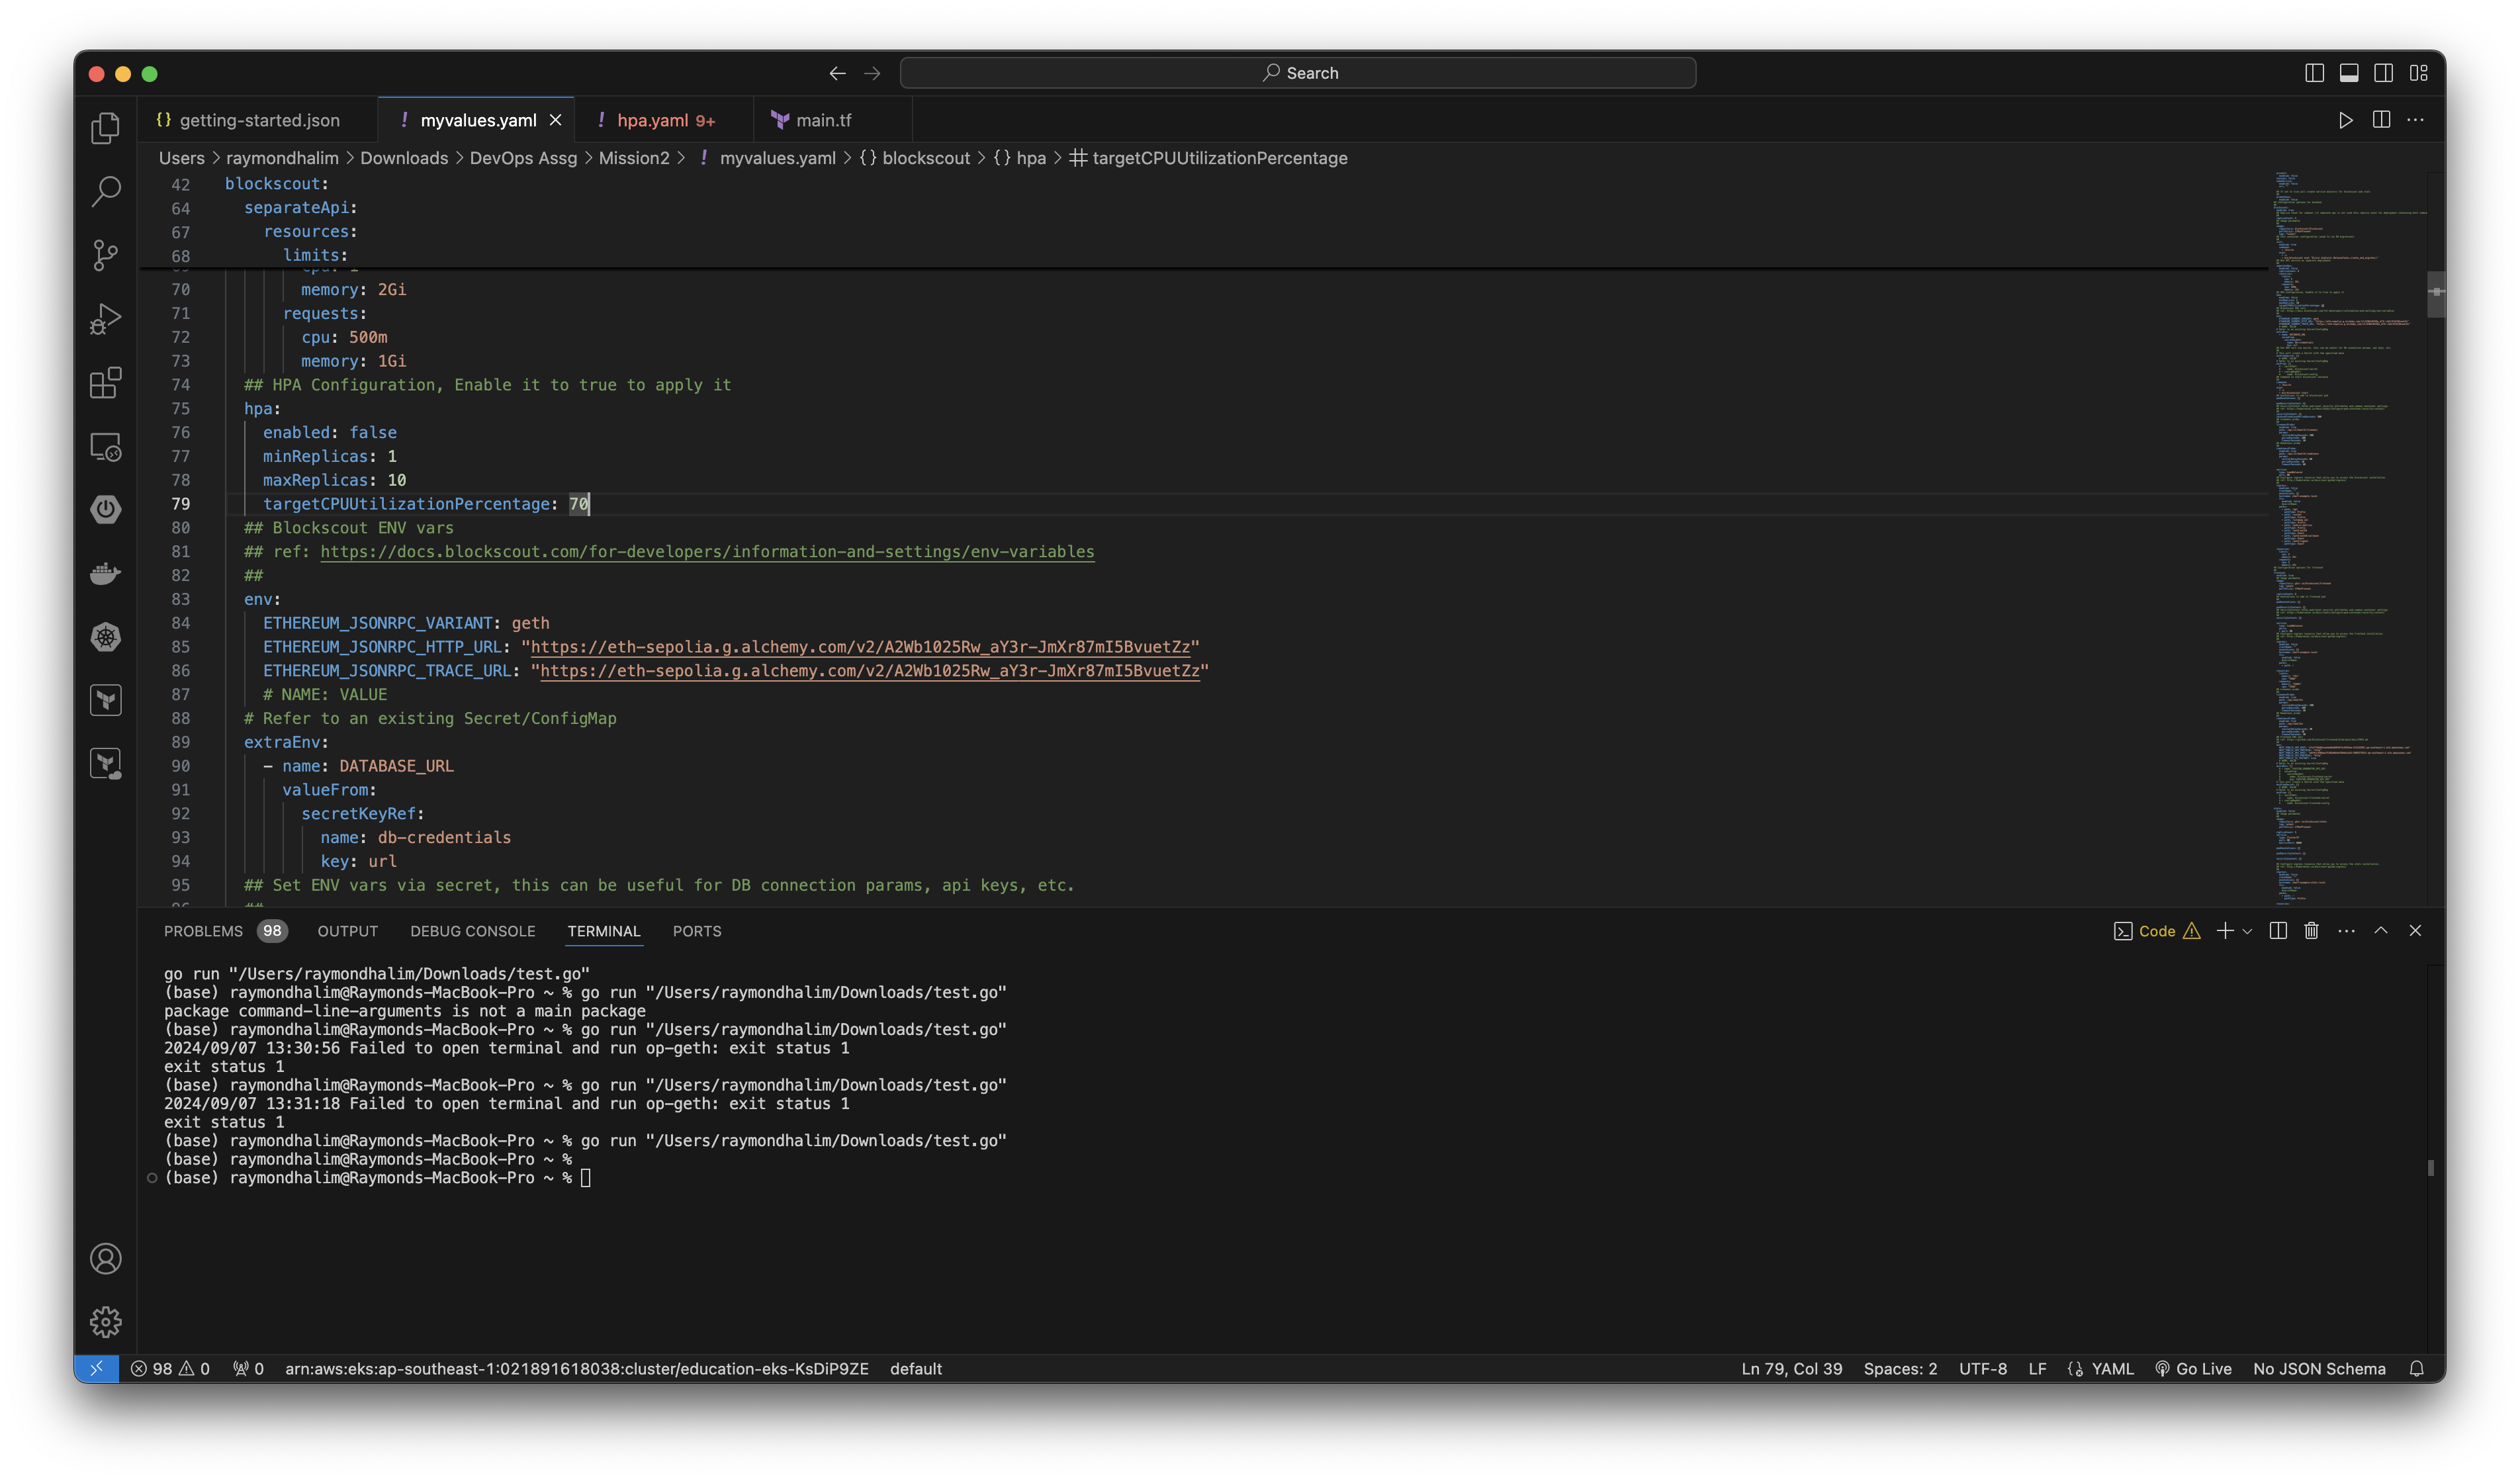 Search
getting-started.json
myvalues.yaml
hpa.yaml 9+
main.tf
Users > raymondhalim > Downloads > DevOps Assg > Mission2 > ! myvalues.yaml > {} blockscout > {} hpa > # targetCPUUtilizationPercentage
42 blockscout:
64 separateApi:
67 resources:
68 limits:
70 memory: 2Gi
71 requests:
72 cpu: 500m
73 memory: 1Gi
74 ## HPA Configuration, Enable it to true to apply it
75 hpa:
76 enabled: false
77 minReplicas: 1
78 maxReplicas: 10
79 targetCPUUtilizationPercentage: 70
80 ## Blockscout ENV vars
81 ## ref: https://docs.blockscout.com/for-developers/information-and-settings/env-variables
82 ##
83 env:
84 ETHEREUM_JSONRPC_VARIANT: geth
85 ETHEREUM_JSONRPC_HTTP_URL: "https://eth-sepolia.g.alchemy.com/v2/A2Wb1025Rw_aY3r-JmXr87mI5BvuetZz"
86 ETHEREUM_JSONRPC_TRACE_URL: "https://eth-sepolia.g.alchemy.com/v2/A2Wb1025Rw_aY3r-JmXr87mI5BvuetZz"
87 # NAME: VALUE
88 # Refer to an existing Secret/ConfigMap
89 extraEnv:
90 - name: DATABASE_URL
91 valueFrom:
92 secretKeyRef:
93 name: db-credentials
94 key: url
95 ## Set ENV vars via secret, this can be useful for DB connection params, api keys, etc.
PROBLEMS 98 OUTPUT DEBUG CONSOLE TERMINAL PORTS
Code
go run "/Users/raymondhalim/Downloads/test.go"
(base) raymondhalim@Raymonds-MacBook-Pro ~ % go run "/Users/raymondhalim/Downloads/test.go"
package command-line-arguments is not a main package
(base) raymondhalim@Raymonds-MacBook-Pro ~ % go run "/Users/raymondhalim/Downloads/test.go"
2024/09/07 13:30:56 Failed to open terminal and run op-geth: exit status 1
exit status 1
(base) raymondhalim@Raymonds-MacBook-Pro ~ % go run "/Users/raymondhalim/Downloads/test.go"
2024/09/07 13:31:18 Failed to open terminal and run op-geth: exit status 1
exit status 1
(base) raymondhalim@Raymonds-MacBook-Pro ~ % go run "/Users/raymondhalim/Downloads/test.go"
(base) raymondhalim@Raymonds-MacBook-Pro ~ %
(base) raymondhalim@Raymonds-MacBook-Pro ~ %
98 0 0 arn:aws:eks:ap-southeast-1:021891618038:cluster/education-eks-KsDiP9ZE default Ln 79, Col 39 Spaces: 2 UTF-8 LF YAML Go Live No JSON Schema